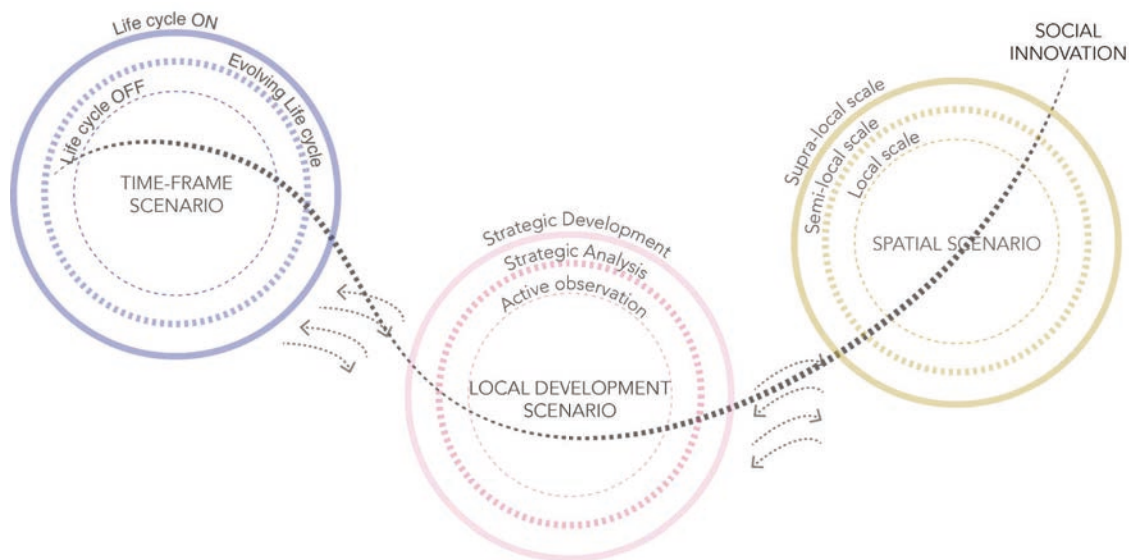 Life cycle ON
Evolving Life cycle
Life cycle OFF
TIME-FRAME
SCENARIO
Strategic Development
Strategic Analysis
Active observation
LOCAL DEVELOPMENT
SCENARIO
SOCIAL
INNOVATION
Supra-local scale
Semi-local scale
Local scale
SPATIAL SCENARIO